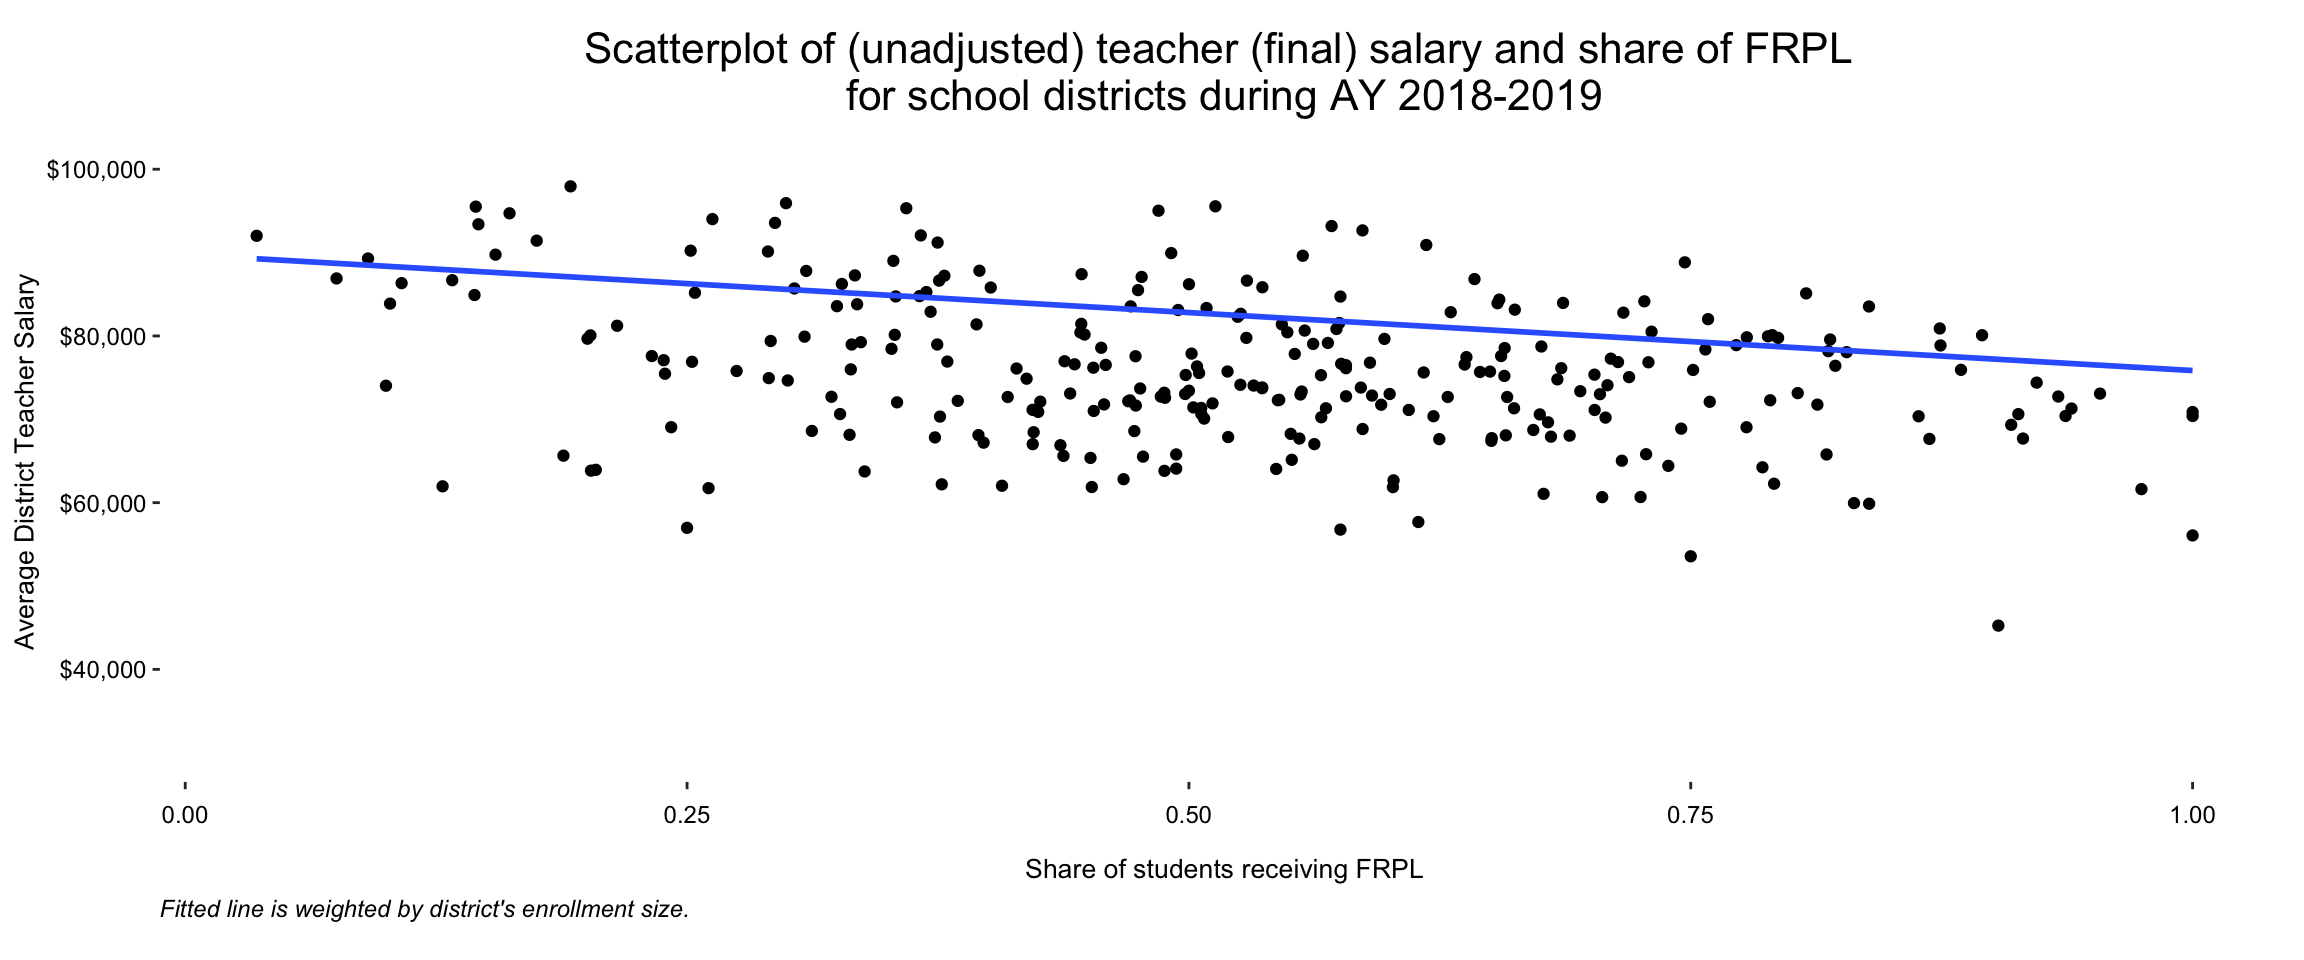 Scatterplot of (unadjusted) teacher (final) salary and share of FRPL
for school districts during AY 2018-2019
Average District Teacher Salary
$100,000
$80,000
$60,000
$40,000
0.00
0.25
0.50
0.75
1.00
Share of students receiving FRPL
Fitted line is weighted by district's enrollment size.